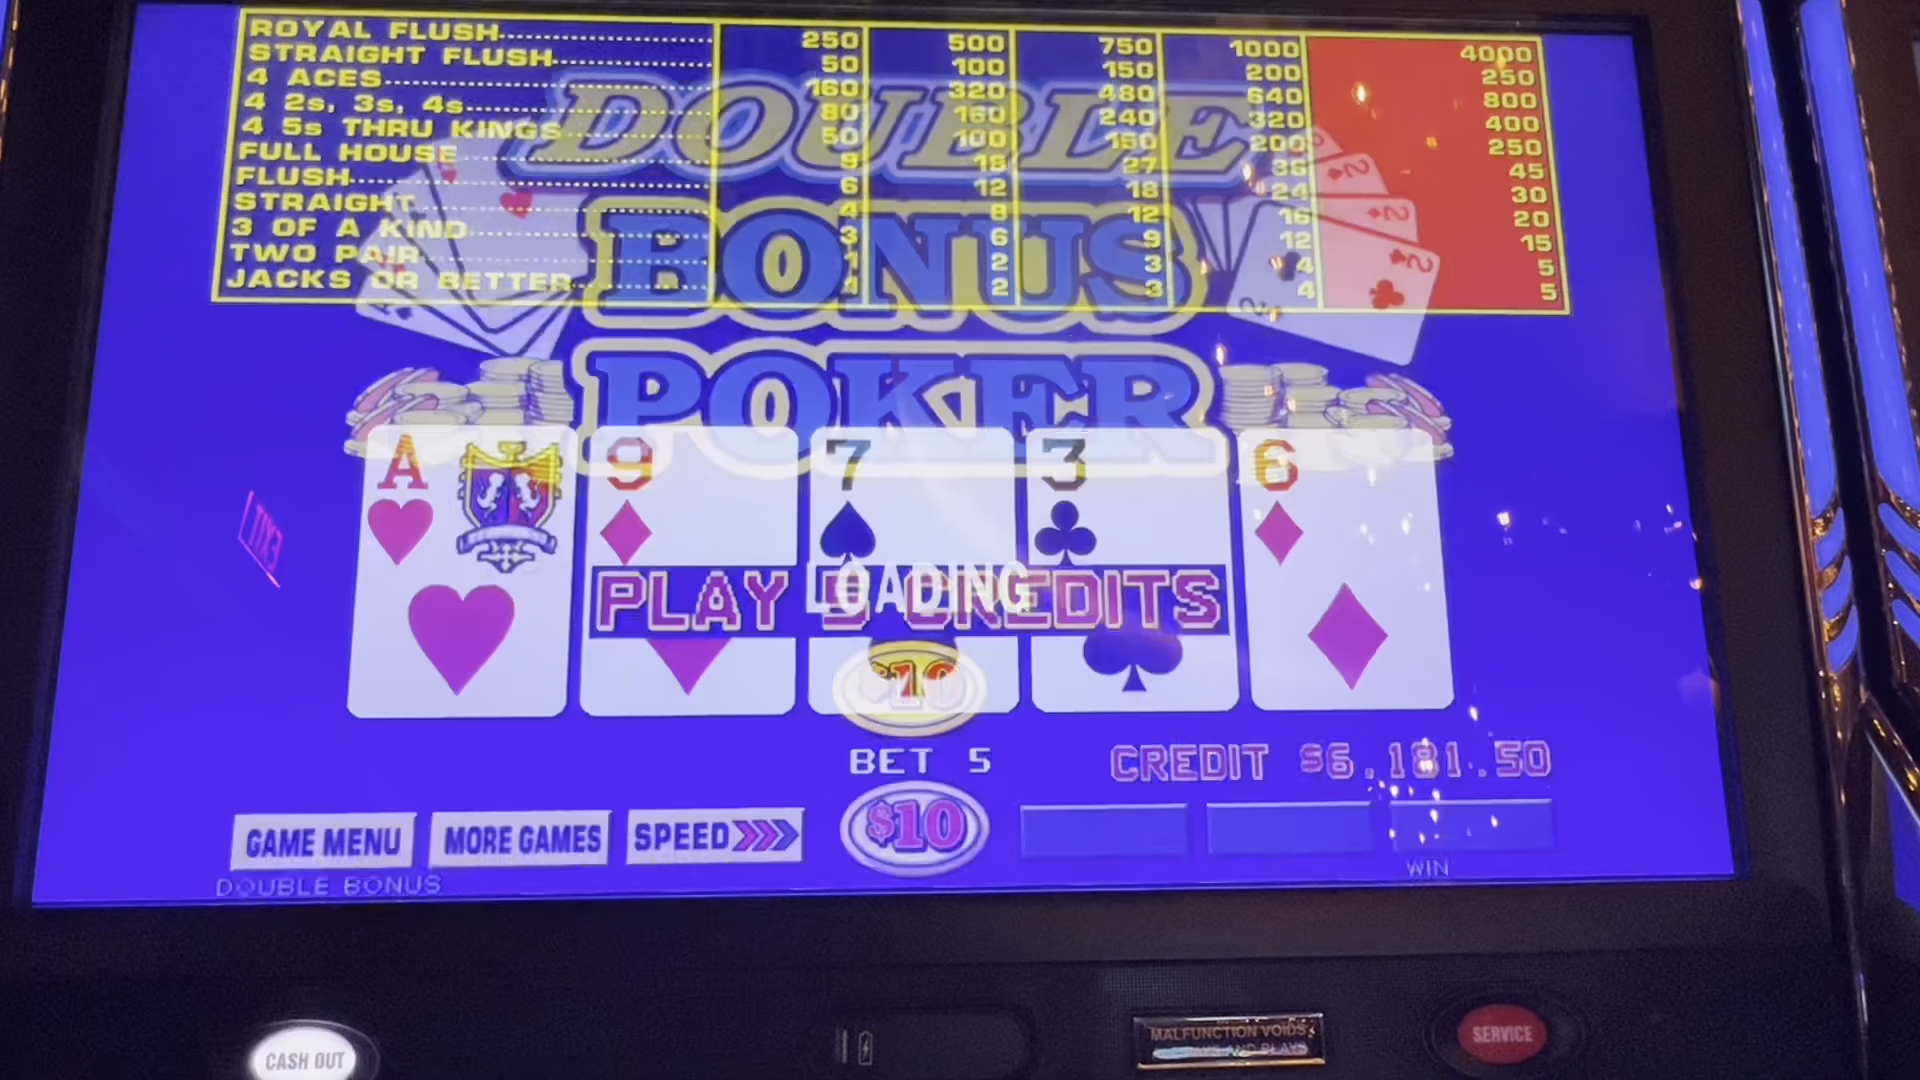 ROYAL FLUSH 250 500 750 1000 4000
STRAIGHT FLUSH 50 100 150 200 250
4 ACES 160 320 480 640 800
4 2s, 3s, 4s 80 160 240 320 400
4 5s THRU KINGS 50 100 150 200 250
FULL HOUSE 9 18 27 36 45
FLUSH 6 12 18 24 30
STRAIGHT 4 8 12 16 20
3 OF A KIND 3 6 9 12 15
TWO PAIR 1 2 3 4 5
JACKS OR BETTER 1 2 3 4 5
DOUBLE
BONUS
POKER
A 9 7 3 6
PLAY 5 CREDITS
LOADING
$10
BET 5 CREDIT $6,181.50
GAME MENU MORE GAMES SPEED $10
WIN
DOUBLE BONUS
CASH OUT
MALFUNCTION VOIDS
AND PLAYS
SERVICE